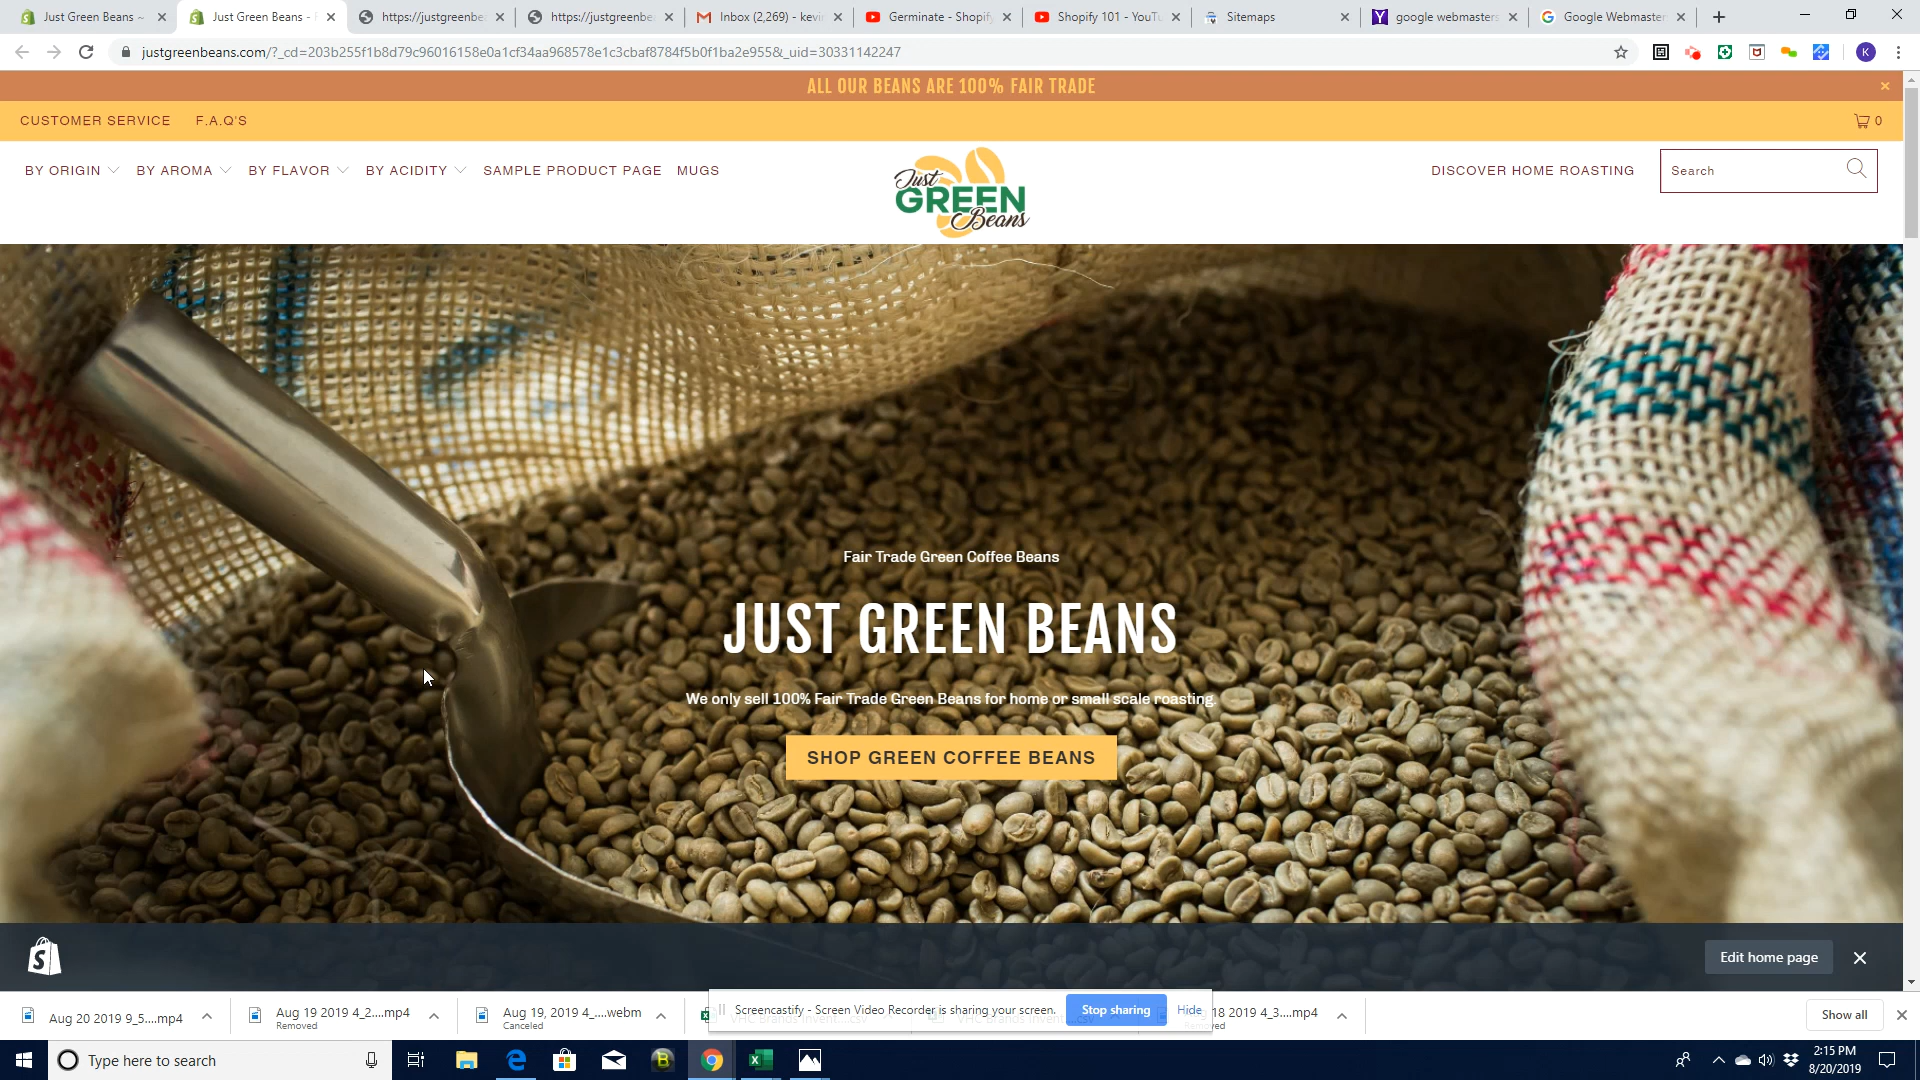 Just Green Beans ~
Just Green Beans -
https://justgreenbe
https://justgreenbe
Inbox (2,269) - kevi
Germinate - Shopify
Shopify 101 - YouTu
Sitemaps
google webmasters
Google Webmaster
justgreenbeans.com/?_cd=203b255f1b8d79c96016158e0a1cf34aa968578e1c3cbaf8784f5b0f1ba2e955&_uid=30331142247
K
ALL OUR BEANS ARE 100% FAIR TRADE
CUSTOMER SERVICE F.A.Q'S
0
BY ORIGIN BY AROMA BY FLAVOR BY ACIDITY SAMPLE PRODUCT PAGE MUGS
Just
GREEN
Beans
DISCOVER HOME ROASTING
Search
Fair Trade Green Coffee Beans
JUST GREEN BEANS
We only sell 100% Fair Trade Green Beans for home or small scale roasting.
SHOP GREEN COFFEE BEANS
Edit home page
Aug 20 2019 9_5....mp4
Aug 19 2019 4_2....mp4
Removed
Aug 19, 2019 4_....webm
Canceled
Screencastify - Screen Video Recorder is sharing your screen.
Stop sharing
Hide
18 2019 4_3....mp4
Show all
Type here to search
2:15 PM
8/20/2019